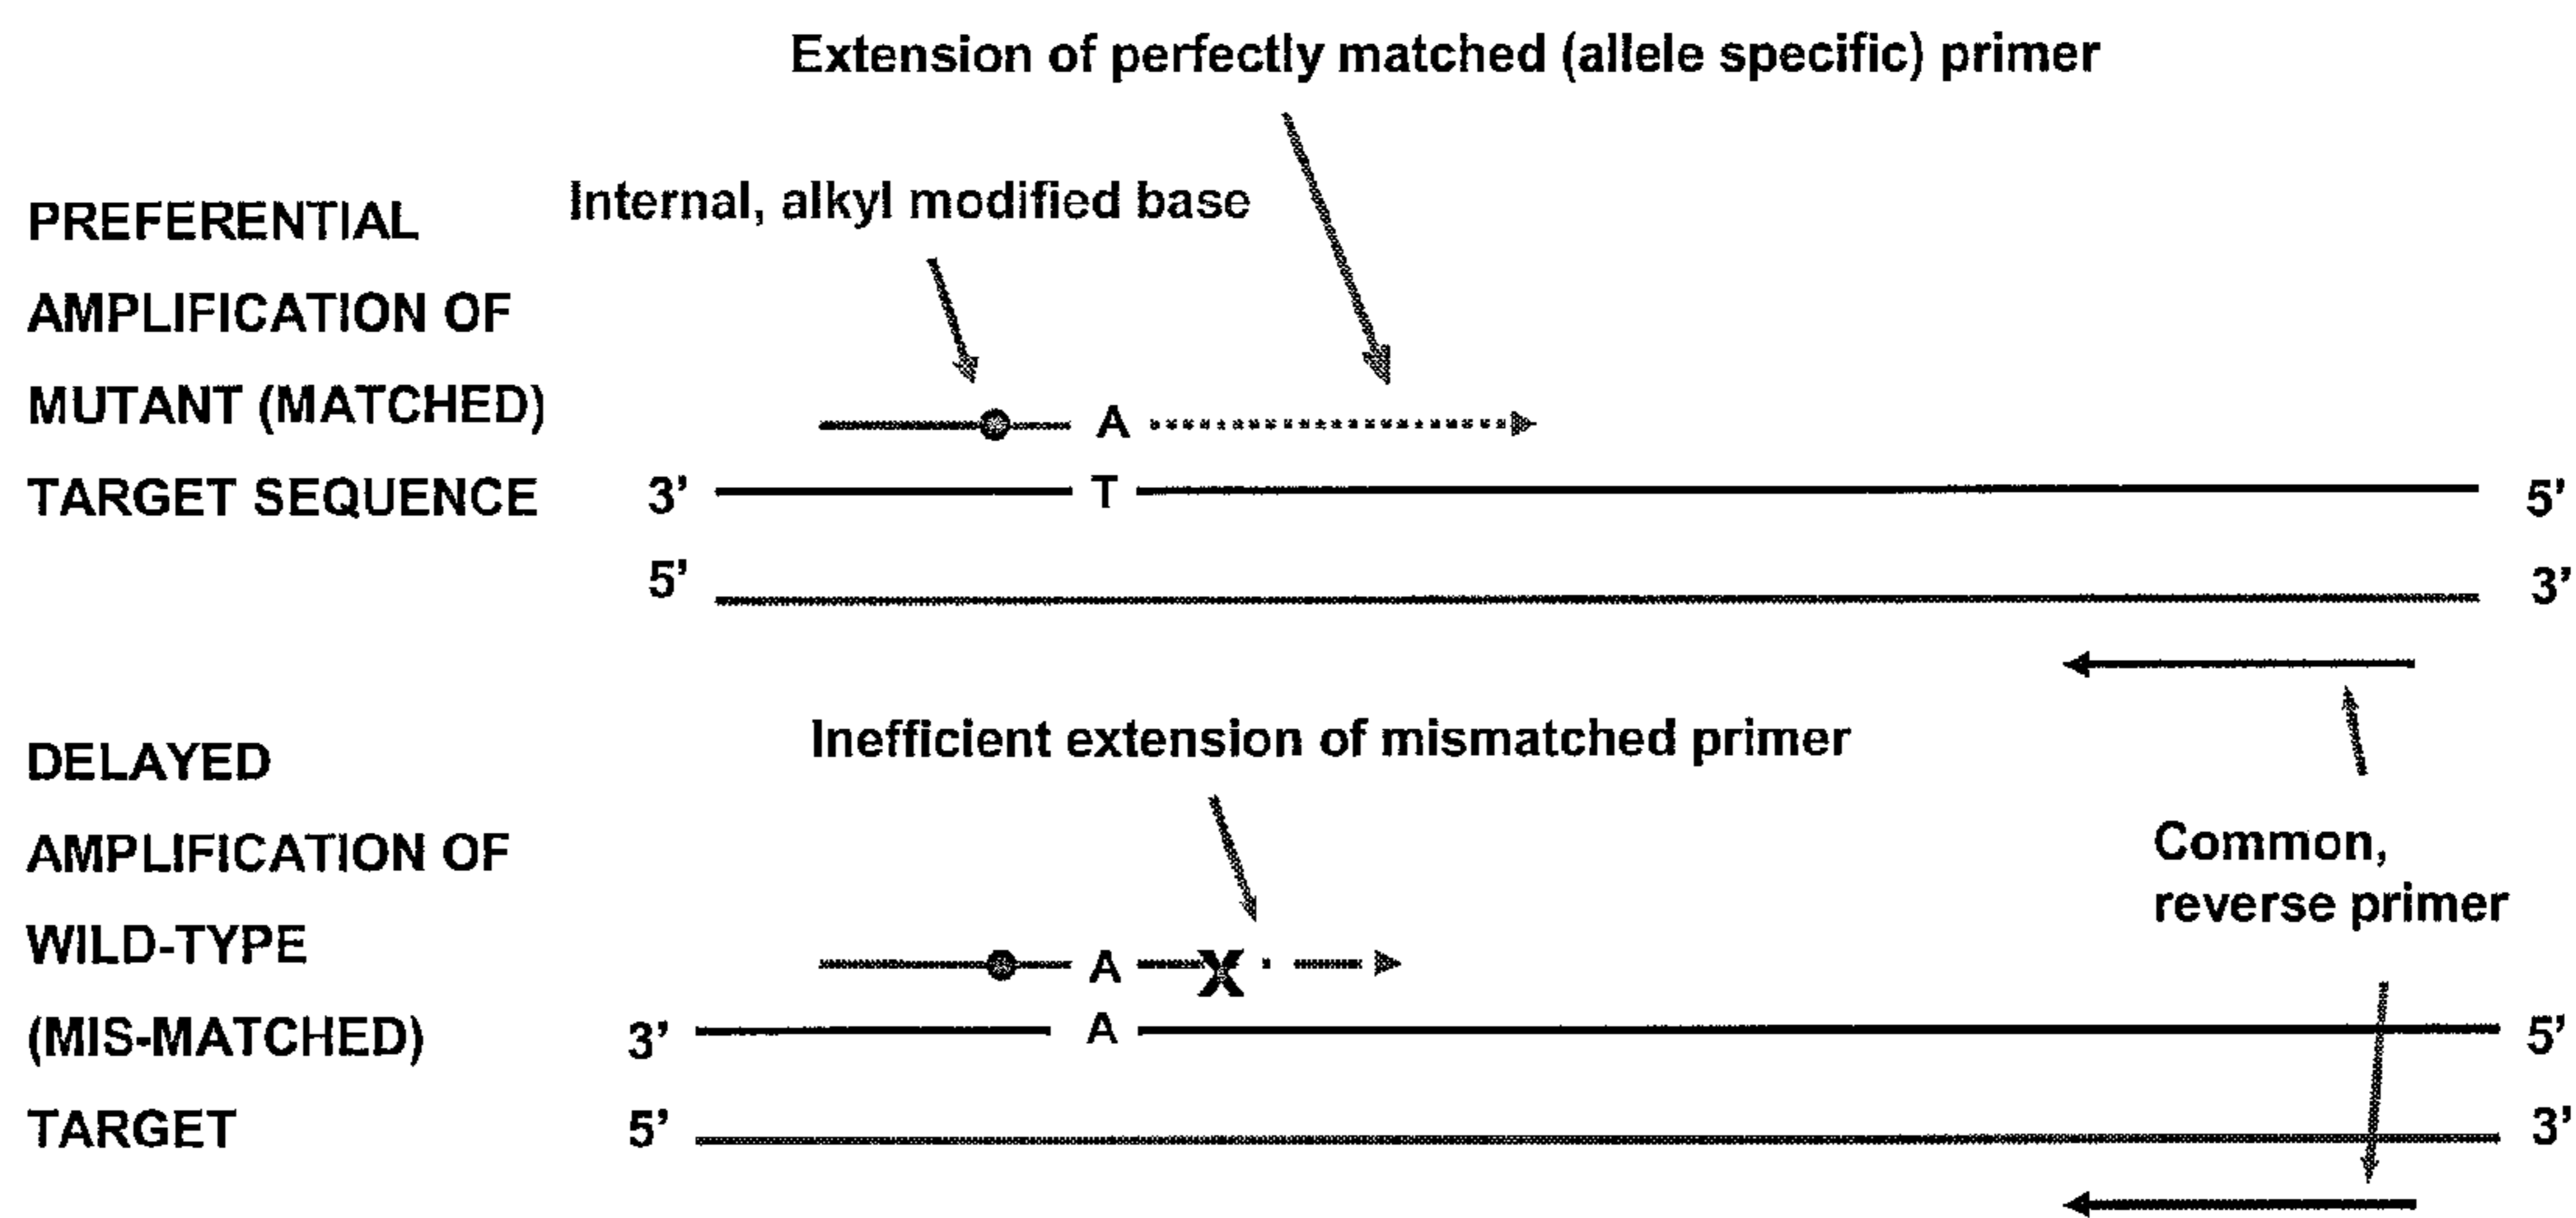 Extension of perfectly matched (allele specific) primer
Internal, alkyl modified base
PREFERENTIAL
AMPLIFICATION OF
MUTANT (MATCHED)
TARGET SEQUENCE
A
3’ T 5’
5’ 3’
Inefficient extension of mismatched primer
DELAYED
AMPLIFICATION OF
WILD-TYPE
(MIS-MATCHED)
TARGET
Common,
reverse primer
A X
3’ A 5’
5’ 3’